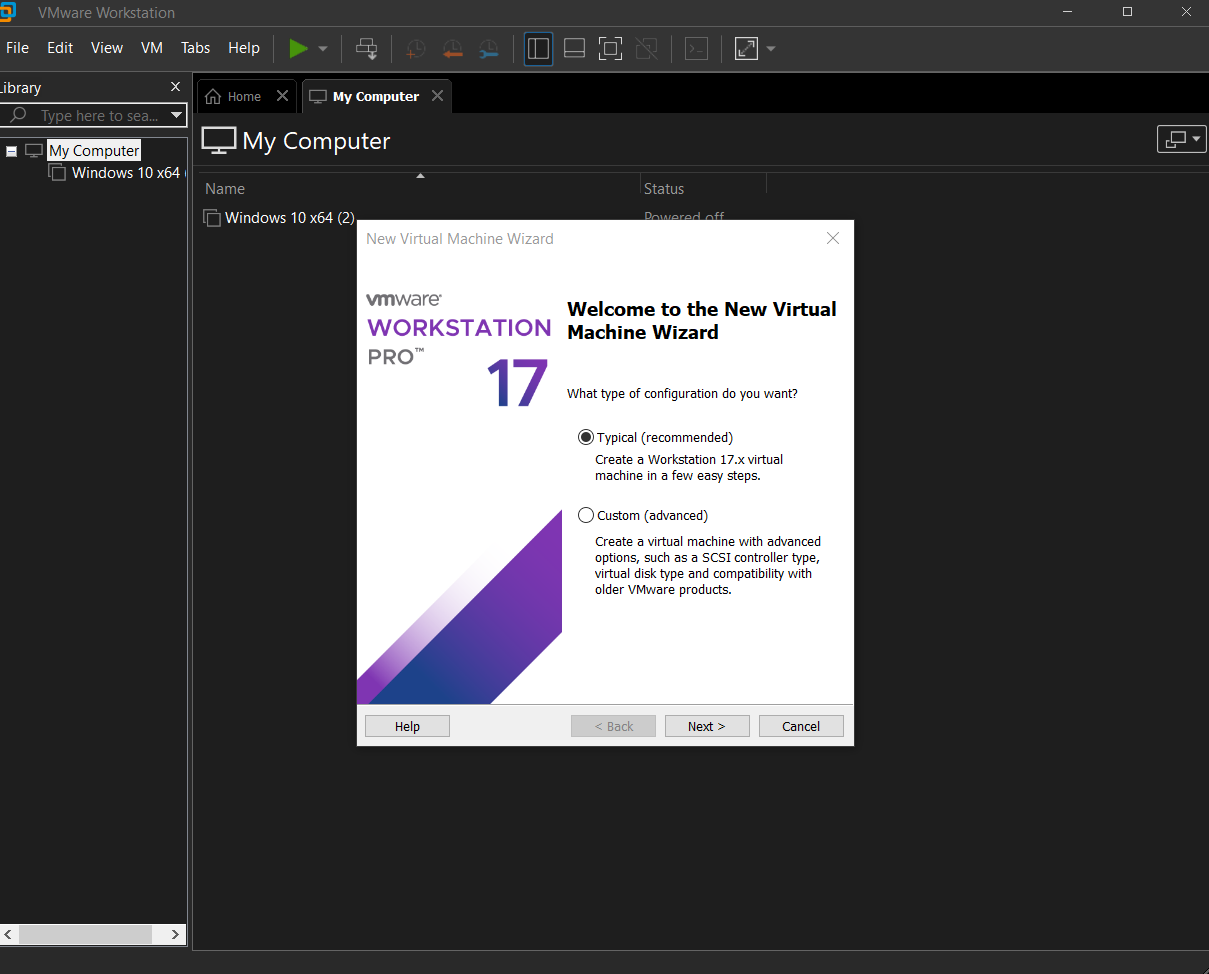 VMware Workstation
File Edit View VM Tabs Help
Library
Type here to sea...
My Computer
Windows 10 x64 (
Home
My Computer
My Computer
Name Status
Windows 10 x64 (2) Powered off
New Virtual Machine Wizard
vmware®
WORKSTATION
PRO™
17
Welcome to the New Virtual
Machine Wizard
What type of configuration do you want?
Typical (recommended)
Create a Workstation 17.x virtual
machine in a few easy steps.
Custom (advanced)
Create a virtual machine with advanced
options, such as a SCSI controller type,
virtual disk type and compatibility with
older VMware products.
Help < Back Next > Cancel